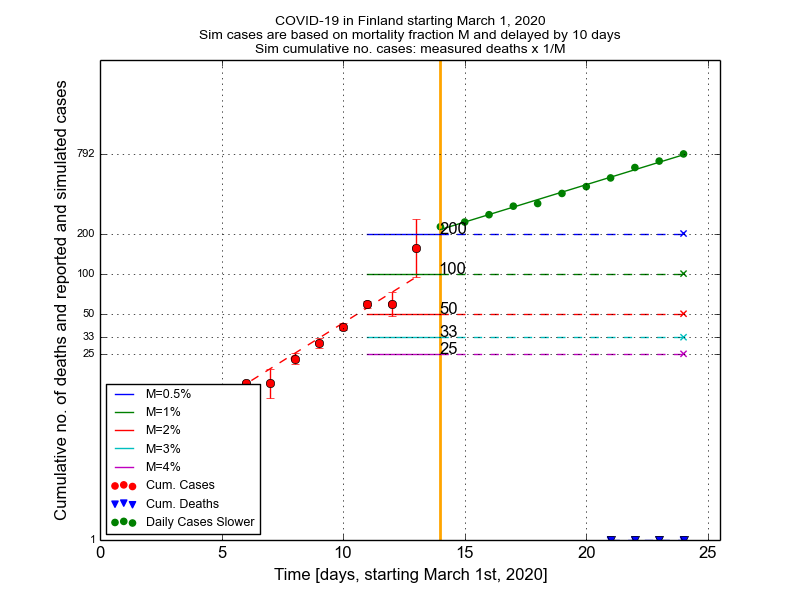 COVID-19 in Finland starting March 1, 2020
Sim cases are based on mortality fraction M and delayed by 10 days
Sim cumulative no. cases: measured deaths x 1/M
Cumulative no. of deaths and reported and simulated cases
792
200
100
50
33
25
1
200
100
50
33
25
M=0.5%
M=1%
M=2%
M=3%
M=4%
Cum. Cases
Cum. Deaths
Daily Cases Slower
0 5 10 15 20 25
Time [days, starting March 1st, 2020]